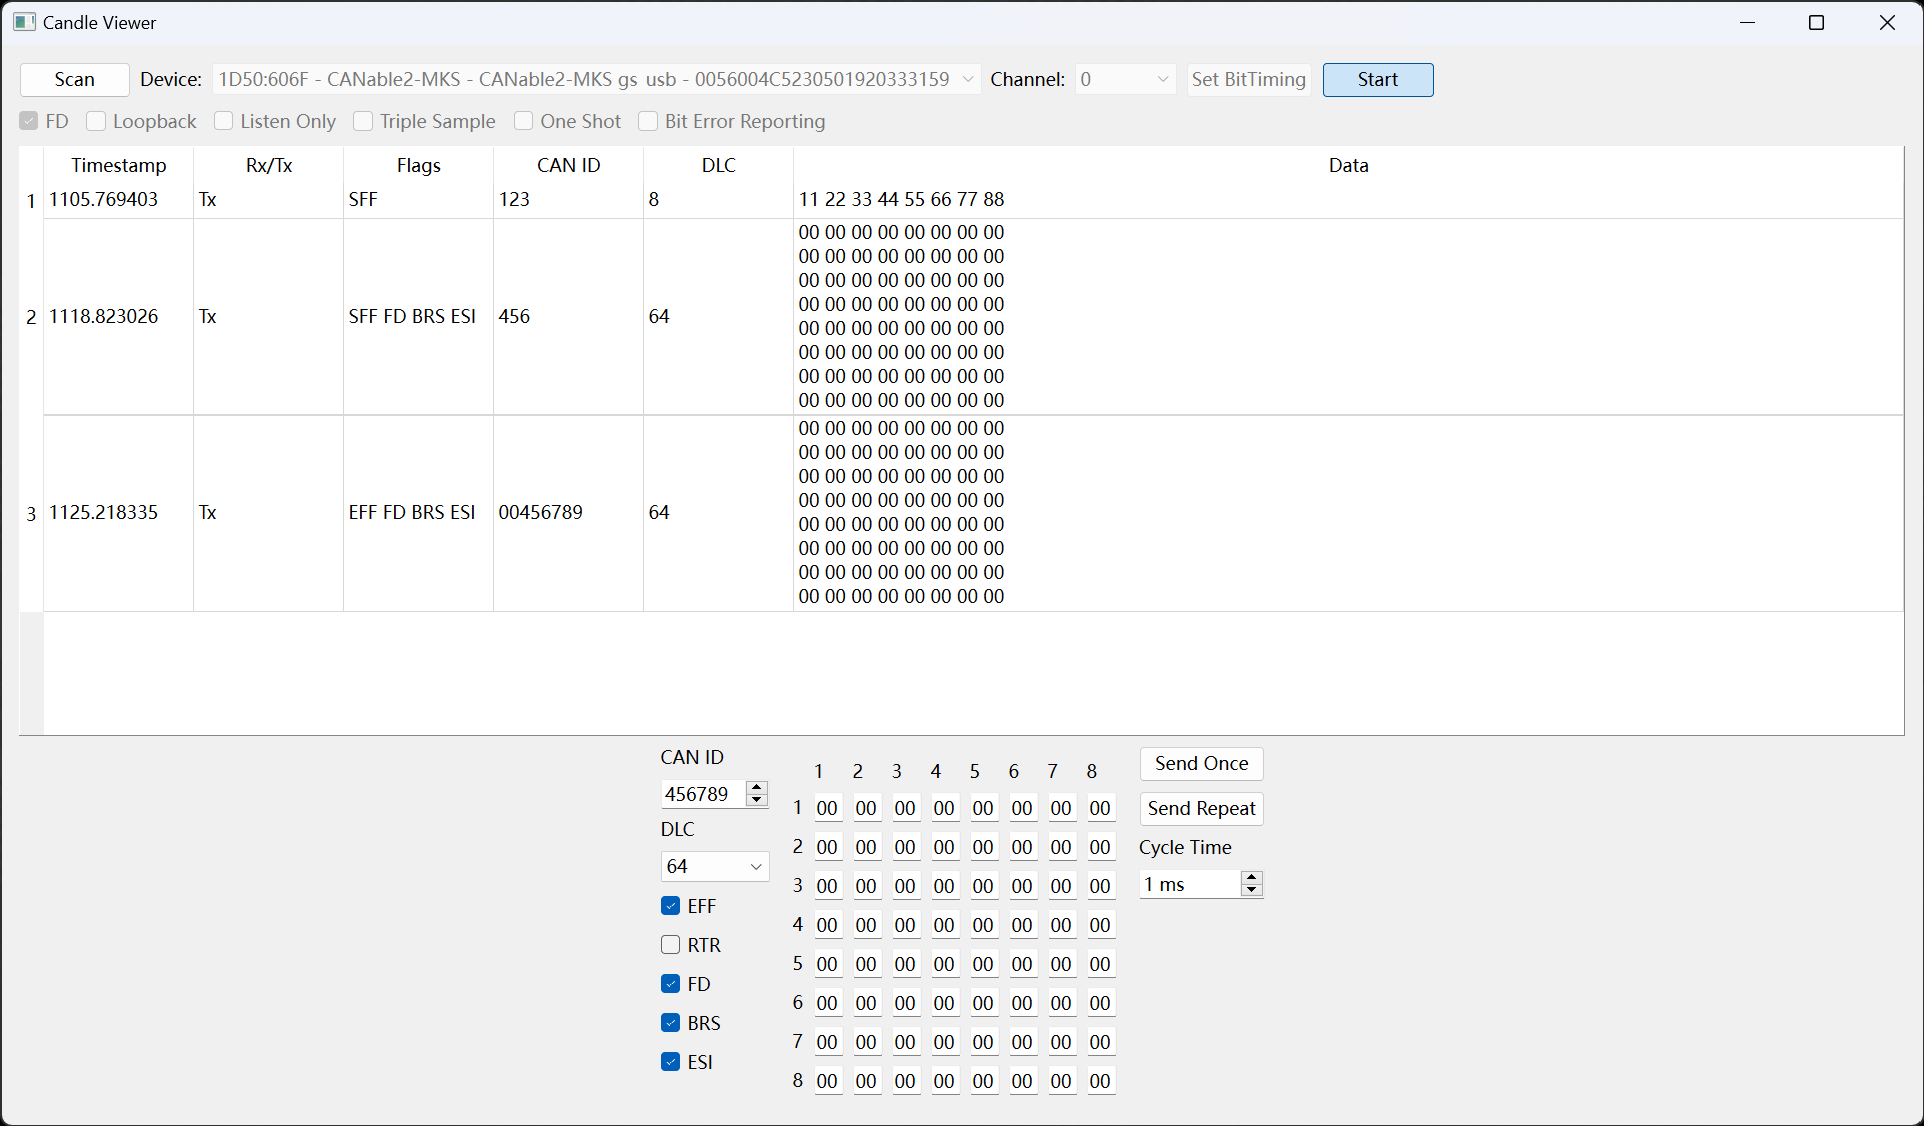 Candle Viewer
Scan Device: 1D50:606F - CANable2-MKS - CANable2-MKS gs usb - 0056004C5230501920333159 Channel: 0 Set BitTiming Start
FD Loopback Listen Only Triple Sample One Shot Bit Error Reporting
Timestamp Rx/Tx Flags CAN ID DLC Data
1 1105.769403 Tx SFF 123 8 11 22 33 44 55 66 77 88
00 00 00 00 00 00 00 00
00 00 00 00 00 00 00 00
00 00 00 00 00 00 00 00
00 00 00 00 00 00 00 00
2 1118.823026 Tx SFF FD BRS ESI 456 64
00 00 00 00 00 00 00 00
00 00 00 00 00 00 00 00
00 00 00 00 00 00 00 00
00 00 00 00 00 00 00 00
00 00 00 00 00 00 00 00
00 00 00 00 00 00 00 00
00 00 00 00 00 00 00 00
00 00 00 00 00 00 00 00
3 1125.218335 Tx EFF FD BRS ESI 00456789 64
00 00 00 00 00 00 00 00
00 00 00 00 00 00 00 00
00 00 00 00 00 00 00 00
00 00 00 00 00 00 00 00
CAN ID
456789
DLC
64
EFF
RTR
FD
BRS
ESI
1 2 3 4 5 6 7 8
1 00 00 00 00 00 00 00 00
2 00 00 00 00 00 00 00 00
3 00 00 00 00 00 00 00 00
4 00 00 00 00 00 00 00 00
5 00 00 00 00 00 00 00 00
6 00 00 00 00 00 00 00 00
7 00 00 00 00 00 00 00 00
8 00 00 00 00 00 00 00 00
Send Once
Send Repeat
Cycle Time
1 ms